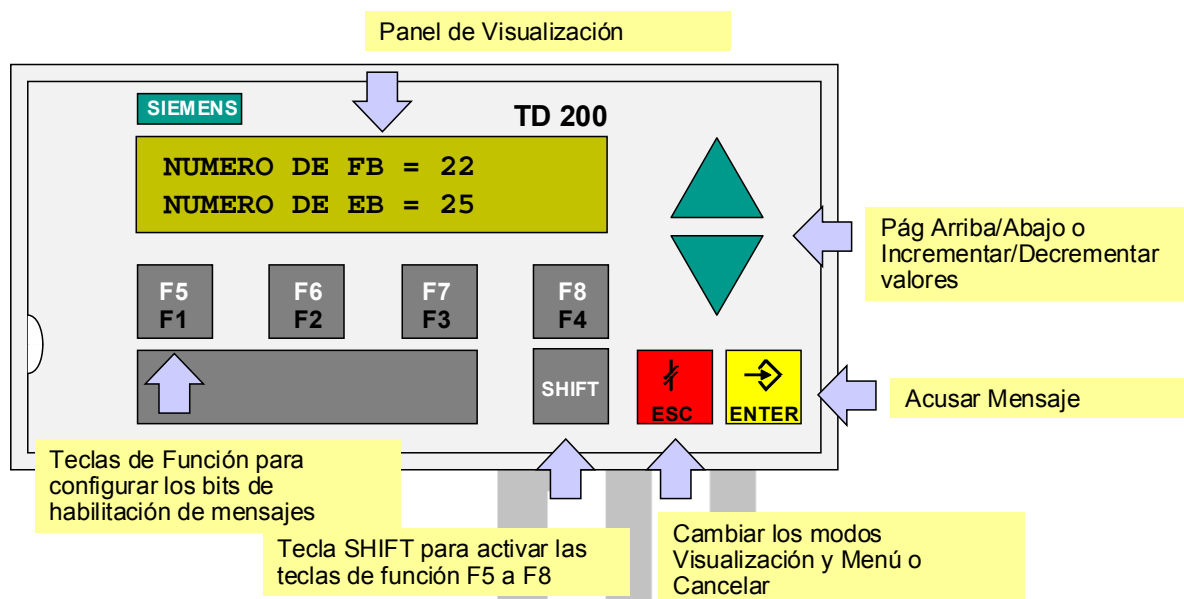 Panel de Visualización
SIEMENS
TD 200
NUMERO DE FB = 22
NUMERO DE EB = 25
Pág Arriba/Abajo o
Incrementar/Decrementar
valores
F5
F1
F6
F2
F7
F3
F8
F4
SHIFT
ESC
ENTER
Acusar Mensaje
Teclas de Función para
configurar los bits de
habilitación de mensajes
Tecla SHIFT para activar las
teclas de función F5 a F8
Cambiar los modos
Visualización y Menú o
Cancelar